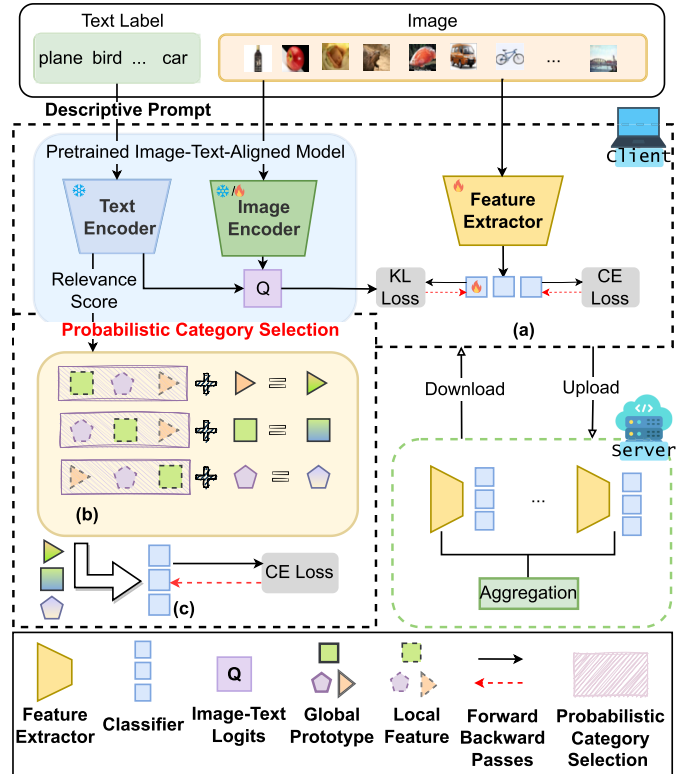 Text Label
Image
plane bird ... car
...
Descriptive Prompt
Client
Pretrained Image-Text-Aligned Model
Text
Encoder
/
Image
Encoder
Feature
Extractor
Relevance
Score
Q
KL
Loss
CE
Loss
(a)
Probabilistic Category Selection
Download
Upload
</>
Server
(b)
...
Aggregation
CE Loss
(c)
Q
Feature
Extractor
Classifier
Image-Text
Logits
Global
Prototype
Local
Feature
Forward
Backward
Passes
Probabilistic
Category
Selection